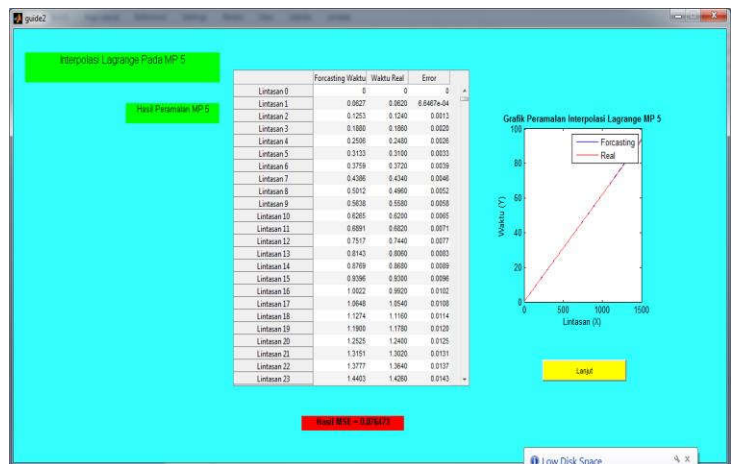 guide2
Interpolasi Lagrange Pada MP 5
Hasil Peramalan MP 5
Forcasting Waktu Waktu Real Error
Lintasan 0 0 0 0
Lintasan 1 0.0627 0.0620 6.6467e-04
Lintasan 2 0.1253 0.1240 0.0013
Lintasan 3 0.1880 0.1860 0.0020
Lintasan 4 0.2506 0.2480 0.0026
Lintasan 5 0.3133 0.3100 0.0033
Lintasan 6 0.3759 0.3720 0.0039
Lintasan 7 0.4386 0.4340 0.0046
Lintasan 8 0.5012 0.4960 0.0052
Lintasan 9 0.5638 0.5580 0.0058
Lintasan 10 0.6265 0.6200 0.0065
Lintasan 11 0.6891 0.6820 0.0071
Lintasan 12 0.7517 0.7440 0.0077
Lintasan 13 0.8143 0.8060 0.0083
Lintasan 14 0.8769 0.8680 0.0089
Lintasan 15 0.9396 0.9300 0.0096
Lintasan 16 1.0022 0.9920 0.0102
Lintasan 17 1.0648 1.0540 0.0108
Lintasan 18 1.1274 1.1160 0.0114
Lintasan 19 1.1900 1.1780 0.0120
Lintasan 20 1.2525 1.2400 0.0125
Lintasan 21 1.3151 1.3020 0.0131
Lintasan 22 1.3777 1.3640 0.0137
Lintasan 23 1.4403 1.4260 0.0143
Hasil MSE =
Grafik Peramalan Interpolasi Lagrange MP 5
Forcasting
Real
Waktu (Y)
100
80
60
40
20
0
0 500 1000 1500
Lintasan (X)
Lanjut
Low Disk Space